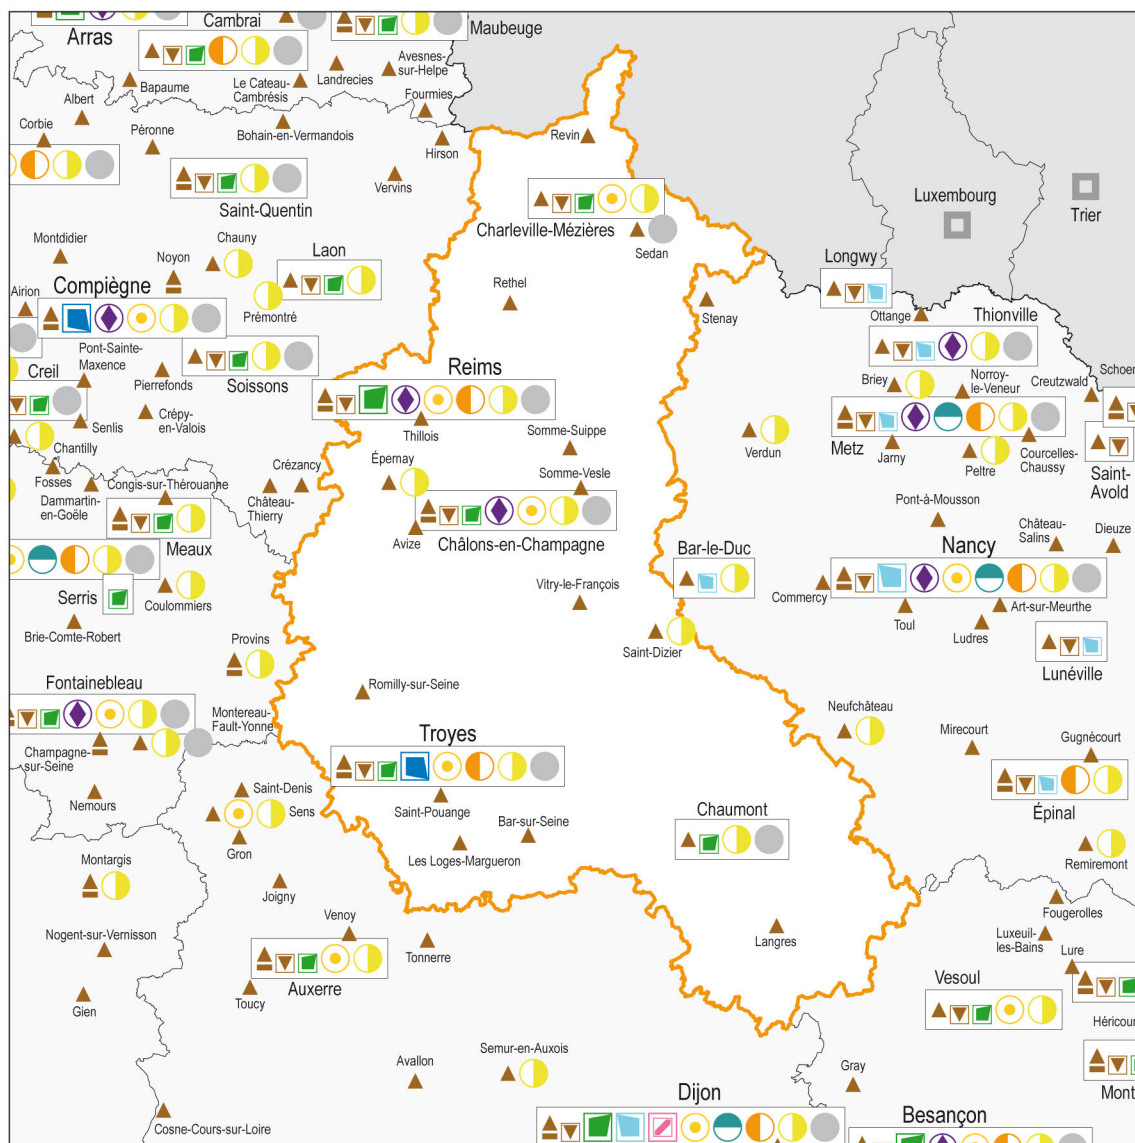 Cambrai
Arras
Maubeuge
Avesnes-
sur-Helpe
Landrecies
Le Cateau-
Cambrésis
Bapaume
Albert
Fourmies
Corbie
Péronne
Bohain-en-Vermandois
Revin
Hirson
Vervins
Saint-Quentin
Luxembourg
Trier
Charleville-Mézières
Sedan
Montdidier
Chauny
Noyon
Laon
Longwy
Airion
Compiègne
Prémontré
Rethel
Stenay
Ottange
Thionville
Pont-Sainte-
Maxence
Creil
Pierrefonds
Soissons
Reims
Briey
Norroy-
le-Veneur
Creutzwald
Schoen
Crépy-
en-Valois
Senlis
Thillois
Somme-Suippe
Chantilly
Verdun
Metz
Jarny
Peltre
Courcelles-
Chaussy
Saint-
Avold
Fosses
Dammartin-
en-Goële
Congis-sur-Thérouanne
Crézancy
Château-
Thierry
Épernay
Somme-Vesle
Pont-à-Mousson
Château-
Salins
Dieuze
Meaux
Avize
Châlons-en-Champagne
Bar-le-Duc
Nancy
Serris
Coulommiers
Vitry-le-François
Commercy
Toul
Art-sur-Meurthe
Ludres
Brie-Comte-Robert
Provins
Saint-Dizier
Lunéville
Fontainebleau
Romilly-sur-Seine
Montereau-
Fault-Yonne
Neufchâteau
Champagne-
sur-Seine
Troyes
Mirecourt
Gugnécourt
Nemours
Saint-Denis
Sens
Saint-Pouange
Chaumont
Épinal
Gron
Bar-sur-Seine
Les Loges-Margueron
Montargis
Remiremont
Joigny
Fougerolles
Nogent-sur-Vernisson
Venoy
Tonnerre
Langres
Luxeuil-
les-Bains
Lure
Auxerre
Toucy
Vesoul
Gien
Héricour
Avallon
Semur-en-Auxois
Gray
Mont
Dijon
Besançon
Cosne-Cours-sur-Loire